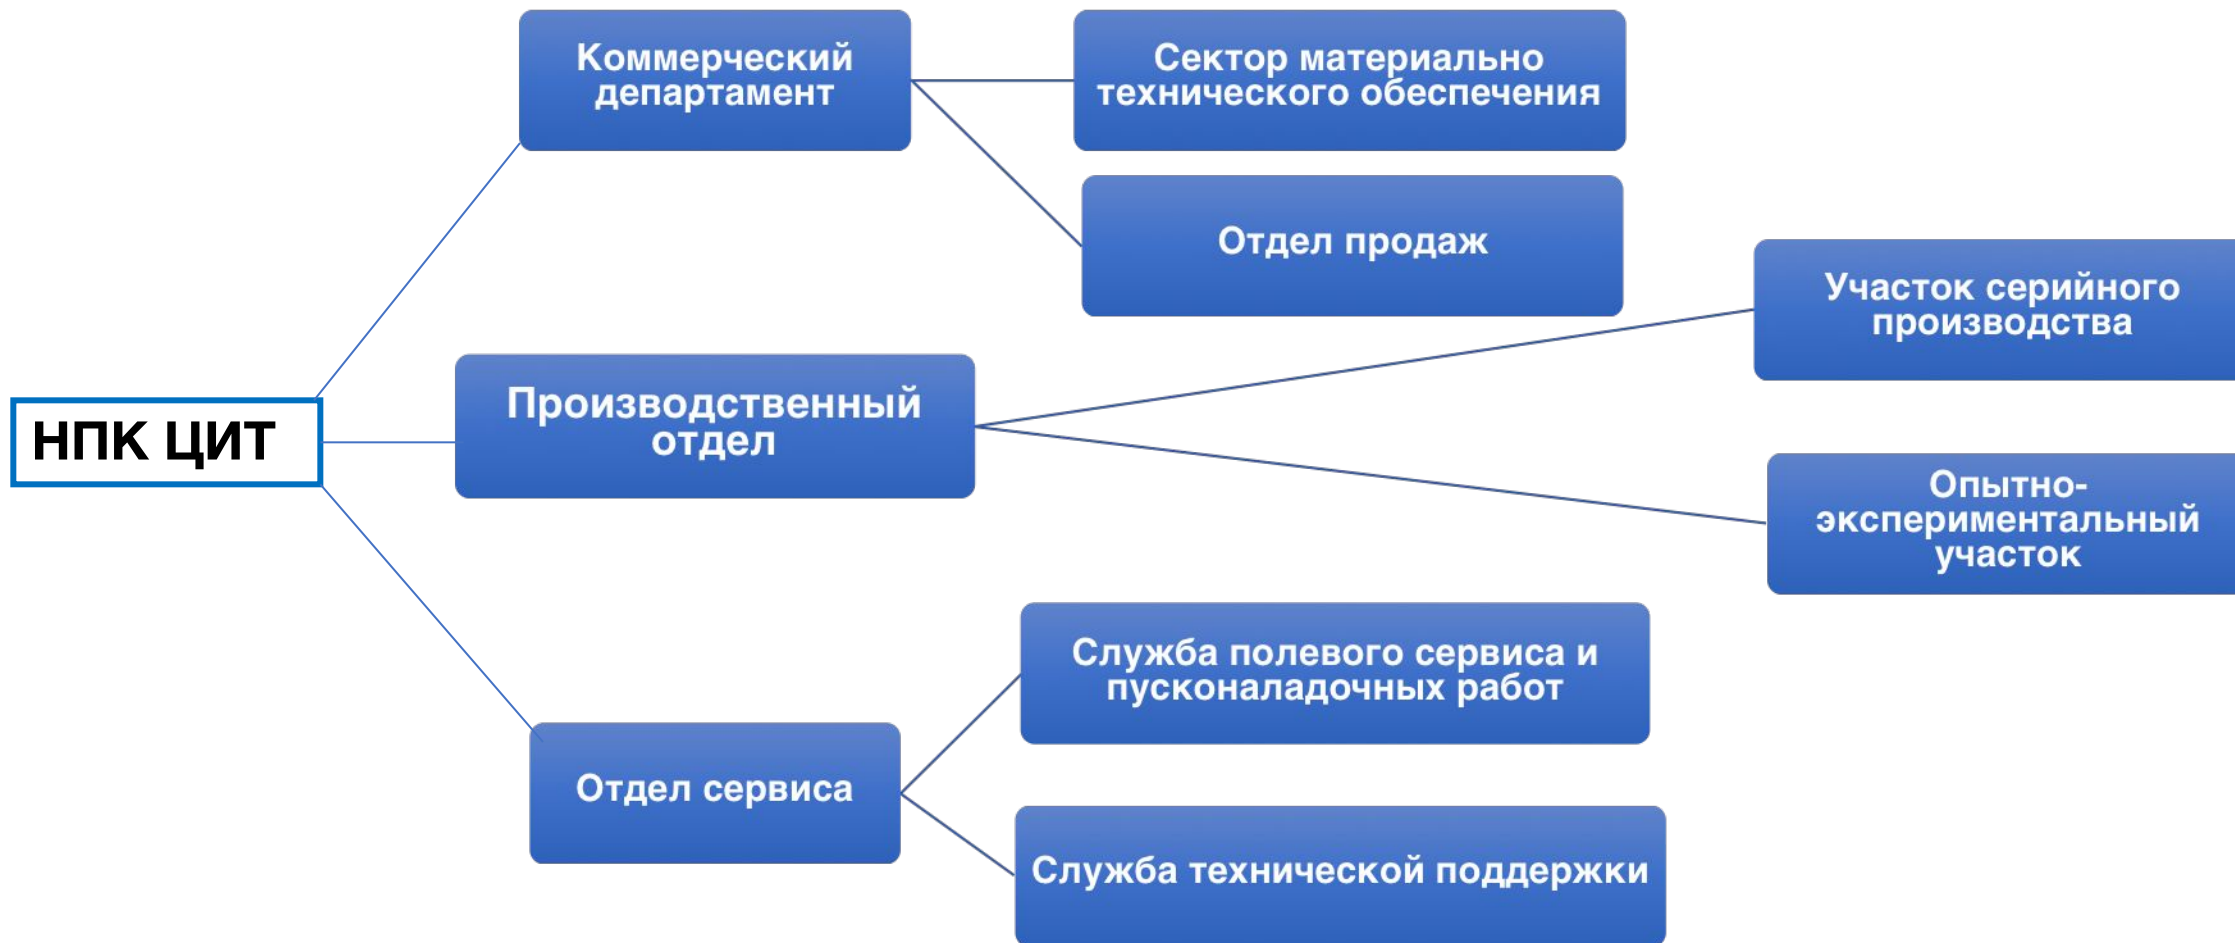 Коммерческий
департамент
Сектор материально
технического обеспечения
Отдел продаж
Участок серийного
производства
Производственный
отдел
НПК ЦИТ
Опытно-
экспериментальный
участок
Служба полевого сервиса и
пусконаладочных работ
Отдел сервиса
Служба технической поддержки